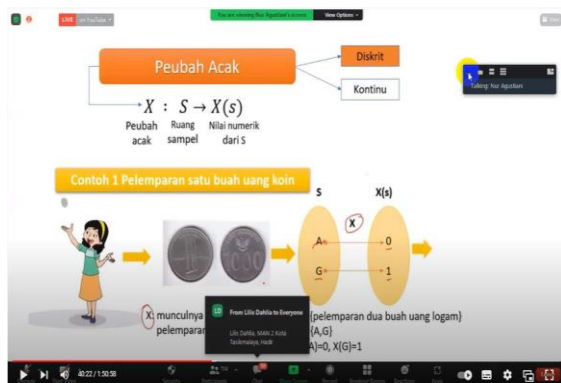 LIVE on YouTube
You are viewing Nur Agustiani's screen View Options
View
Peubah Acak
Diskrit
Kontinu
Talking: Nur Agustiani
X : S → X(s)
Peubah acak Ruang sampel Nilai numerik dari S
Contoh 1 Pelemparan satu buah uang koin
S X(s)
X
A 0
G 1
1000
X: munculnya
pelemparan
{pelemparan dua buah uang logam}
{A,G}
A)=0, X(G)=1
LD
From Lilis Dahlia to Everyone
Lilis Dahlia, MAN 2 Kota
Tasikmalaya, Hadir
40:22 / 1:50:58